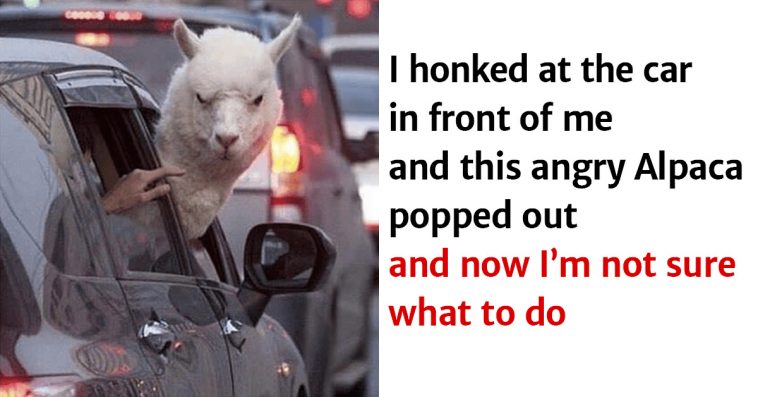 I honked at the car
in front of me
and this angry Alpaca
popped out
and now I’m not sure
what to do